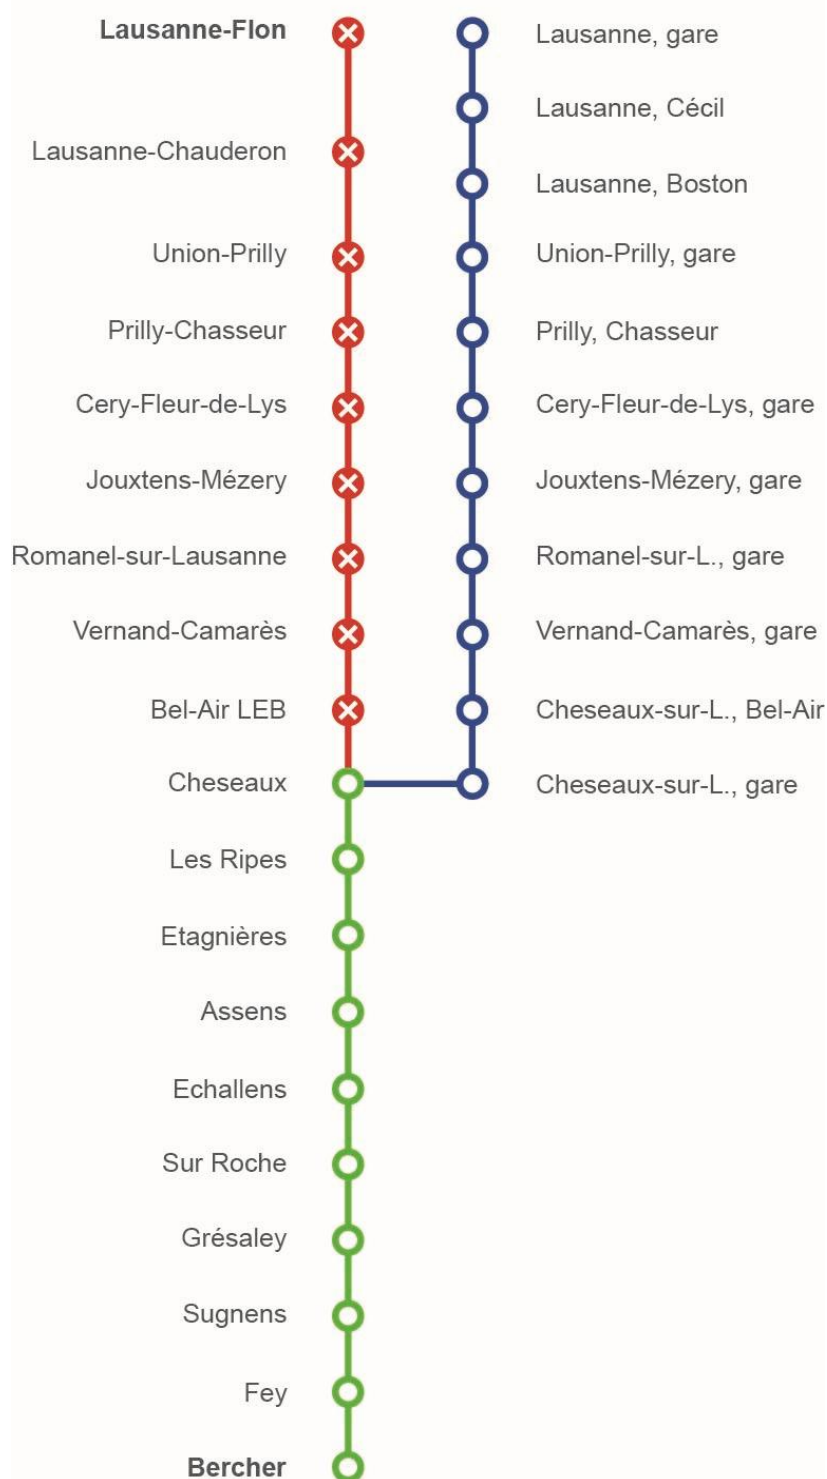 Lausanne-Flon
Lausanne, gare
Lausanne, Cécil
Lausanne-Chauderon
Lausanne, Boston
Union-Prilly
Union-Prilly, gare
Prilly-Chasseur
Prilly, Chasseur
Cery-Fleur-de-Lys
Cery-Fleur-de-Lys, gare
Jouxtens-Mézery
Jouxtens-Mézery, gare
Romanel-sur-Lausanne
Romanel-sur-L., gare
Vernand-Camarès
Vernand-Camarès, gare
Bel-Air LEB
Cheseaux-sur-L., Bel-Air
Cheseaux
Cheseaux-sur-L., gare
Les Ripes
Etagnières
Assens
Echallens
Sur Roche
Grésaley
Sugnens
Fey
Bercher